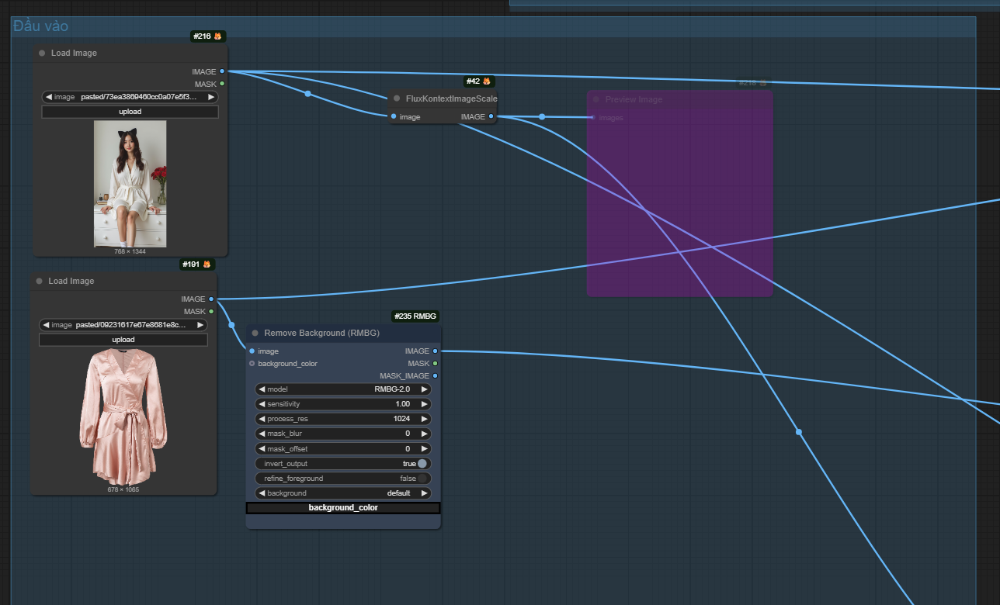 Đầu vào
#216
Load Image
IMAGE
MASK
image pasted/73ea3869460cc0a07e5f3...
upload
768 × 1344
#42
FluxKontextImageScale
image IMAGE
Preview Image
images
#191
Load Image
IMAGE
MASK
image pasted/09231617e67e8681e8c...
upload
678 × 1065
#235 RMBG
Remove Background (RMBG)
image IMAGE
background_color MASK
MASK_IMAGE
model RMBG-2.0
sensitivity 1.00
process_res 1024
mask_blur 0
mask_offset 0
invert_output true
refine_foreground false
background default
background_color